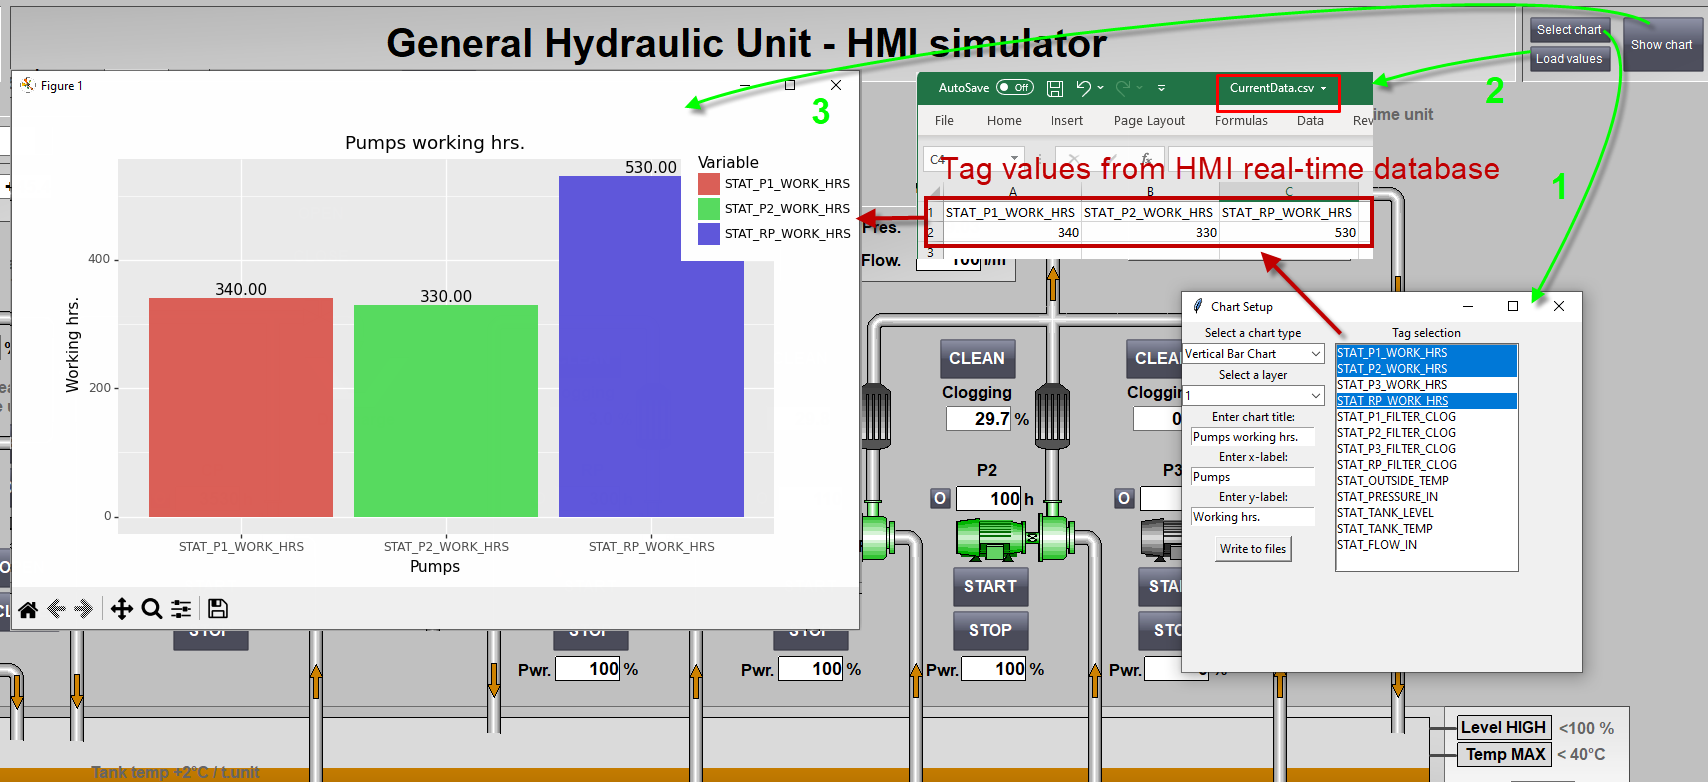 General Hydraulic Unit - HMI simulator
Select chart
Load values
Show chart
Figure 1
3
Pumps working hrs.
Variable
STAT_P1_WORK_HRS
STAT_P2_WORK_HRS
STAT_RP_WORK_HRS
530.00
340.00
330.00
400
200
0
Working hrs.
STAT_P1_WORK_HRS STAT_P2_WORK_HRS STAT_RP_WORK_HRS
Pumps
AutoSave Off CurrentData.csv
File Home Insert Page Layout Formulas Data Rev
C4 fx
Tag values from HMI real-time database
A B C
1 STAT_P1_WORK_HRS STAT_P2_WORK_HRS STAT_RP_WORK_HRS
2 340 330 530
3
2
ime unit
1
Pres.
Flow. 100 l/m
CLEAN
Clogging
29.7 %
P2
O 100 h
START
STOP
Pwr. 100 %
CLEA
Clogging
0
P3
O
STA
STO
Pwr. %
Chart Setup
Select a chart type
Vertical Bar Chart
Select a layer
1
Enter chart title:
Pumps working hrs.
Enter x-label:
Pumps
Enter y-label:
Working hrs.
Write to files
Tag selection
STAT_P1_WORK_HRS
STAT_P2_WORK_HRS
STAT_P3_WORK_HRS
STAT_RP_WORK_HRS
STAT_P1_FILTER_CLOG
STAT_P2_FILTER_CLOG
STAT_P3_FILTER_CLOG
STAT_RP_FILTER_CLOG
STAT_OUTSIDE_TEMP
STAT_PRESSURE_IN
STAT_TANK_LEVEL
STAT_TANK_TEMP
STAT_FLOW_IN
STOP
STOP
STOP
Pwr. 100 %
Pwr. 100 %
Level HIGH <100 %
Temp MAX < 40°C
Tank temp +2°C / t.unit